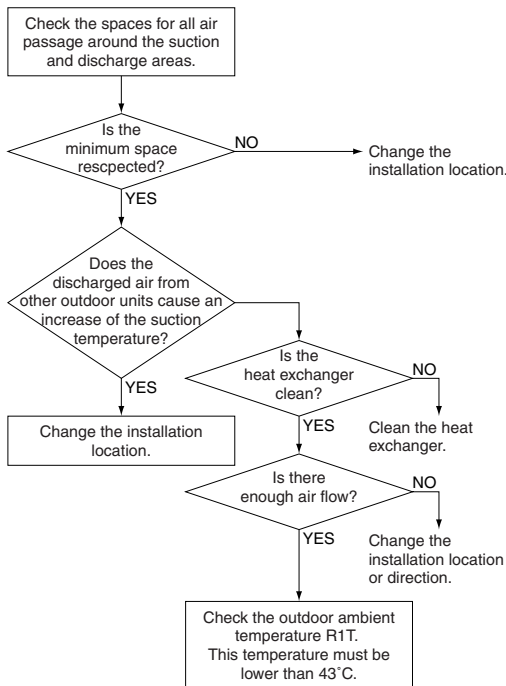 Check the spaces for all air
passage around the suction
and discharge areas.
Is the
minimum space
rescpected?
NO
Change the
installation location.
YES
Does the
discharged air from
other outdoor units cause an
increase of the suction
temperature?
YES
Change the installation
location.
Is the
heat exchanger
clean?
NO
Clean the heat
exchanger.
YES
Is there
enough air flow?
NO
Change the
installation location
or direction.
YES
Check the outdoor ambient
temperature R1T.
This temperature must be
lower than 43˚C.